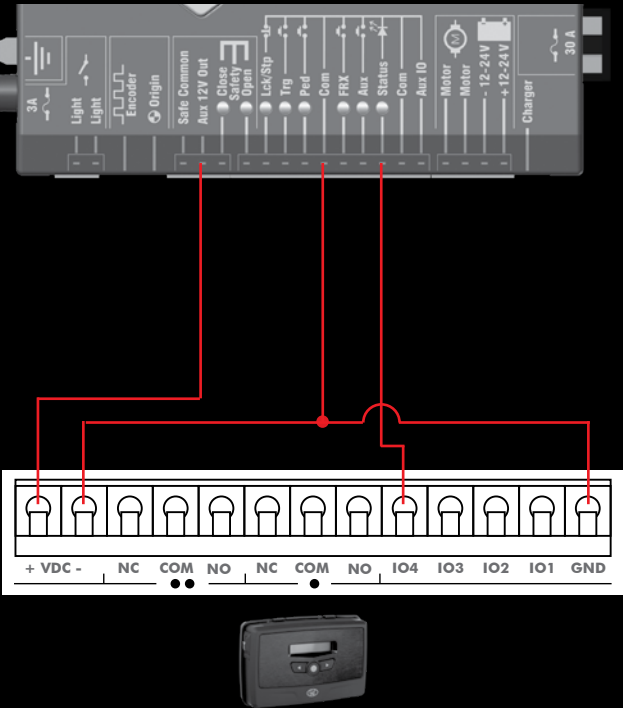 3A
Light
Light
Encoder
Origin
Safe Common
Aux 12V Out
Close
Safety
Open
Lck/Stp
Trg
Ped
Com
FRX
Aux
Status
Com
Aux IO
Motor
Motor
- 12–24V
+ 12–24V
M
Charger
30 A
+ VDC - NC COM NO NC COM NO IO4 IO3 IO2 IO1 GND